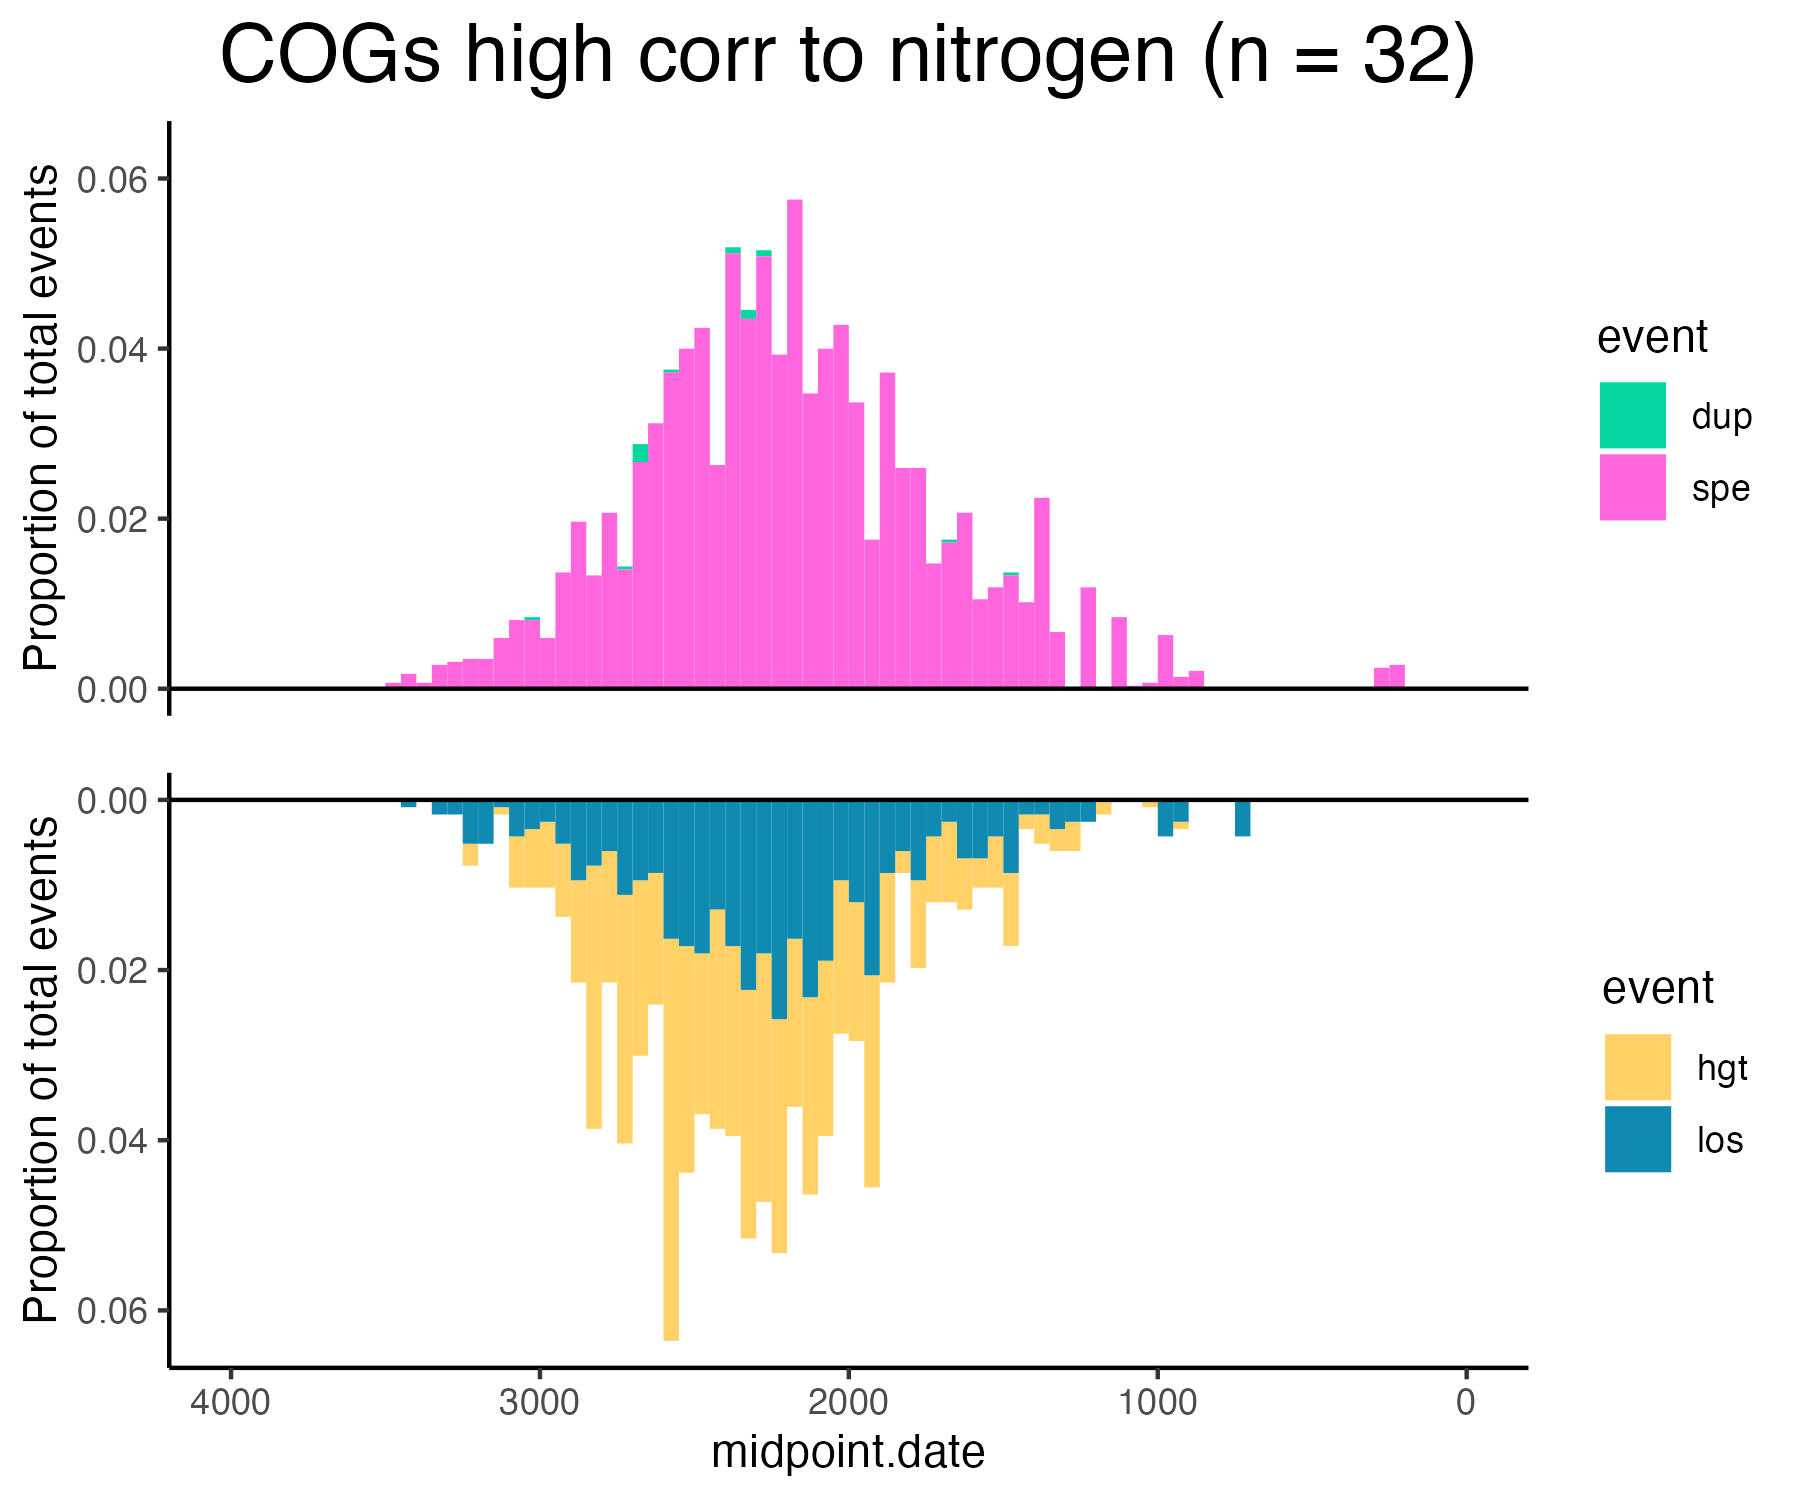 COGs high corr to nitrogen (n = 32)
Proportion of total events
0.06
0.04
0.02
0.00
event
dup
spe
Proportion of total events
0.00
0.02
0.04
0.06
event
hgt
los
4000 3000 2000 1000 0
midpoint.date